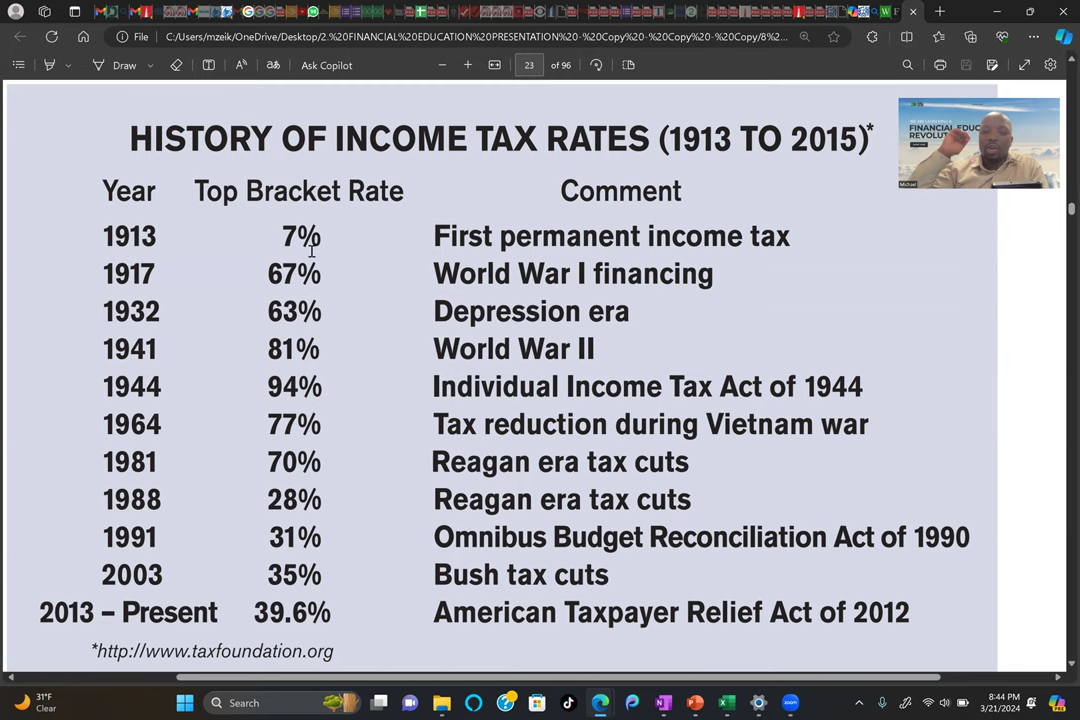 File
C:/Users/mzeik/OneDrive/Desktop/2.%20FINANCIAL%20EDUCATION%20PRESENTATION%20-%20Copy%20-%20Copy%20-%20Copy/8%2...
Draw
Ask Copilot
23 of 96
HISTORY OF INCOME TAX RATES (1913 TO 2015)*
Year Top Bracket Rate Comment
1913 7% First permanent income tax
1917 67% World War I financing
1932 63% Depression era
1941 81% World War II
1944 94% Individual Income Tax Act of 1944
1964 77% Tax reduction during Vietnam war
1981 70% Reagan era tax cuts
1988 28% Reagan era tax cuts
1991 31% Omnibus Budget Reconciliation Act of 1990
2003 35% Bush tax cuts
2013 – Present 39.6% American Taxpayer Relief Act of 2012
*http://www.taxfoundation.org
FINANCIAL EDUC
REVOLU
Michael
31°F
Clear
Search
8:44 PM
3/21/2024